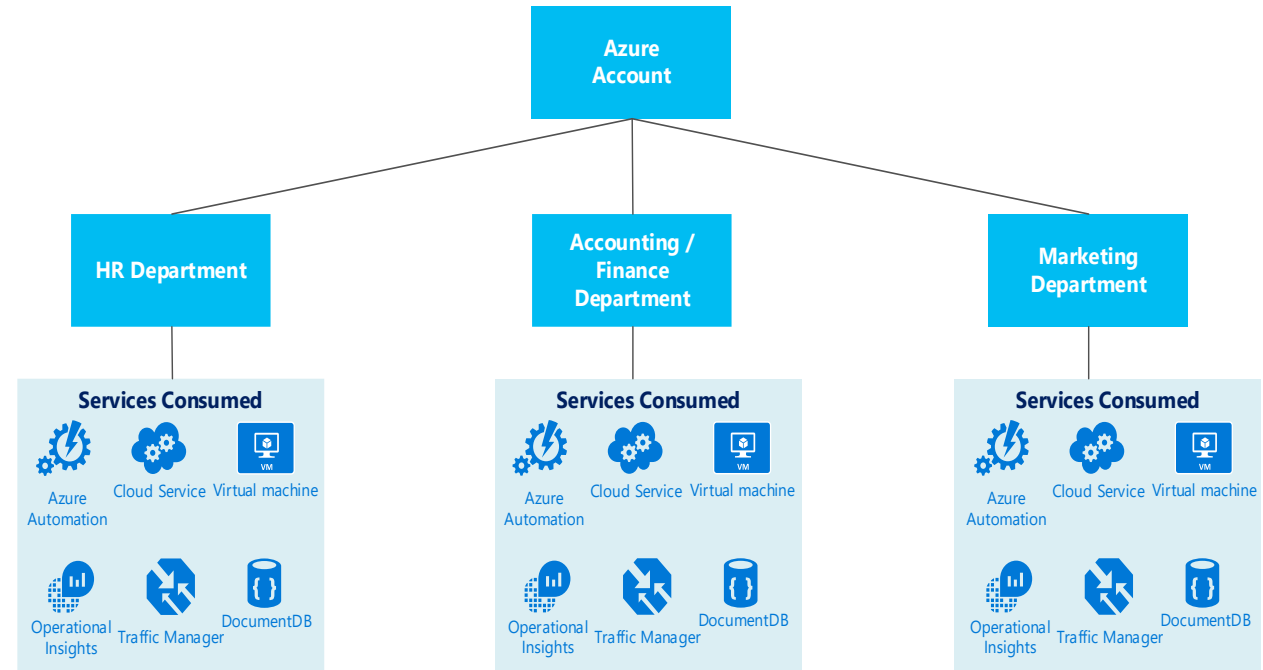 Azure
Account
HR Department
Accounting /
Finance
Department
Marketing
Department
Services Consumed
VM
Azure
Automation
Cloud Service
Virtual machine
Operational
Insights
Traffic Manager
DocumentDB
Services Consumed
VM
Azure
Automation
Cloud Service
Virtual machine
Operational
Insights
Traffic Manager
DocumentDB
Services Consumed
VM
Azure
Automation
Cloud Service
Virtual machine
Operational
Insights
Traffic Manager
DocumentDB